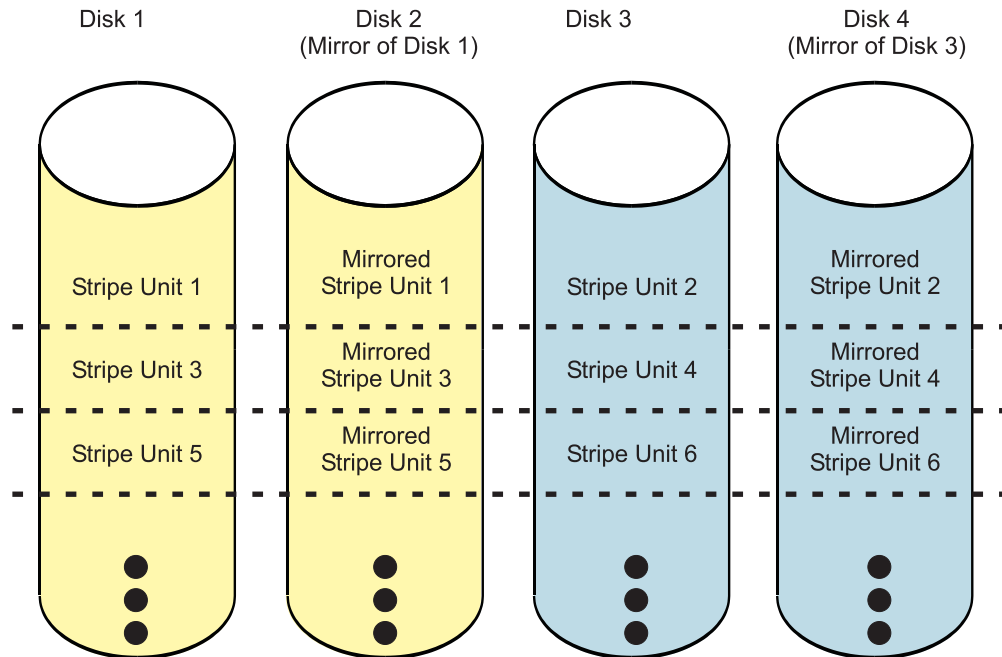 Disk 1
Disk 2
(Mirror of Disk 1)
Disk 3
Disk 4
(Mirror of Disk 3)
Stripe Unit 1
Mirrored
Stripe Unit 1
Stripe Unit 2
Mirrored
Stripe Unit 2
Stripe Unit 3
Mirrored
Stripe Unit 3
Stripe Unit 4
Mirrored
Stripe Unit 4
Stripe Unit 5
Mirrored
Stripe Unit 5
Stripe Unit 6
Mirrored
Stripe Unit 6